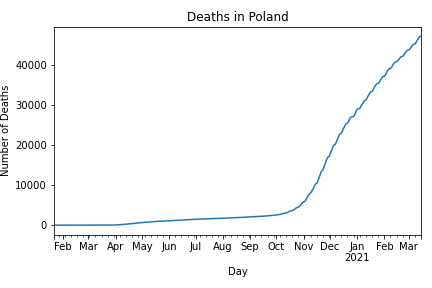 Deaths in Poland
Number of Deaths
40000
30000
20000
10000
0
Feb Mar Apr May Jun Jul Aug Sep Oct Nov Dec Jan Feb Mar
2021
Day